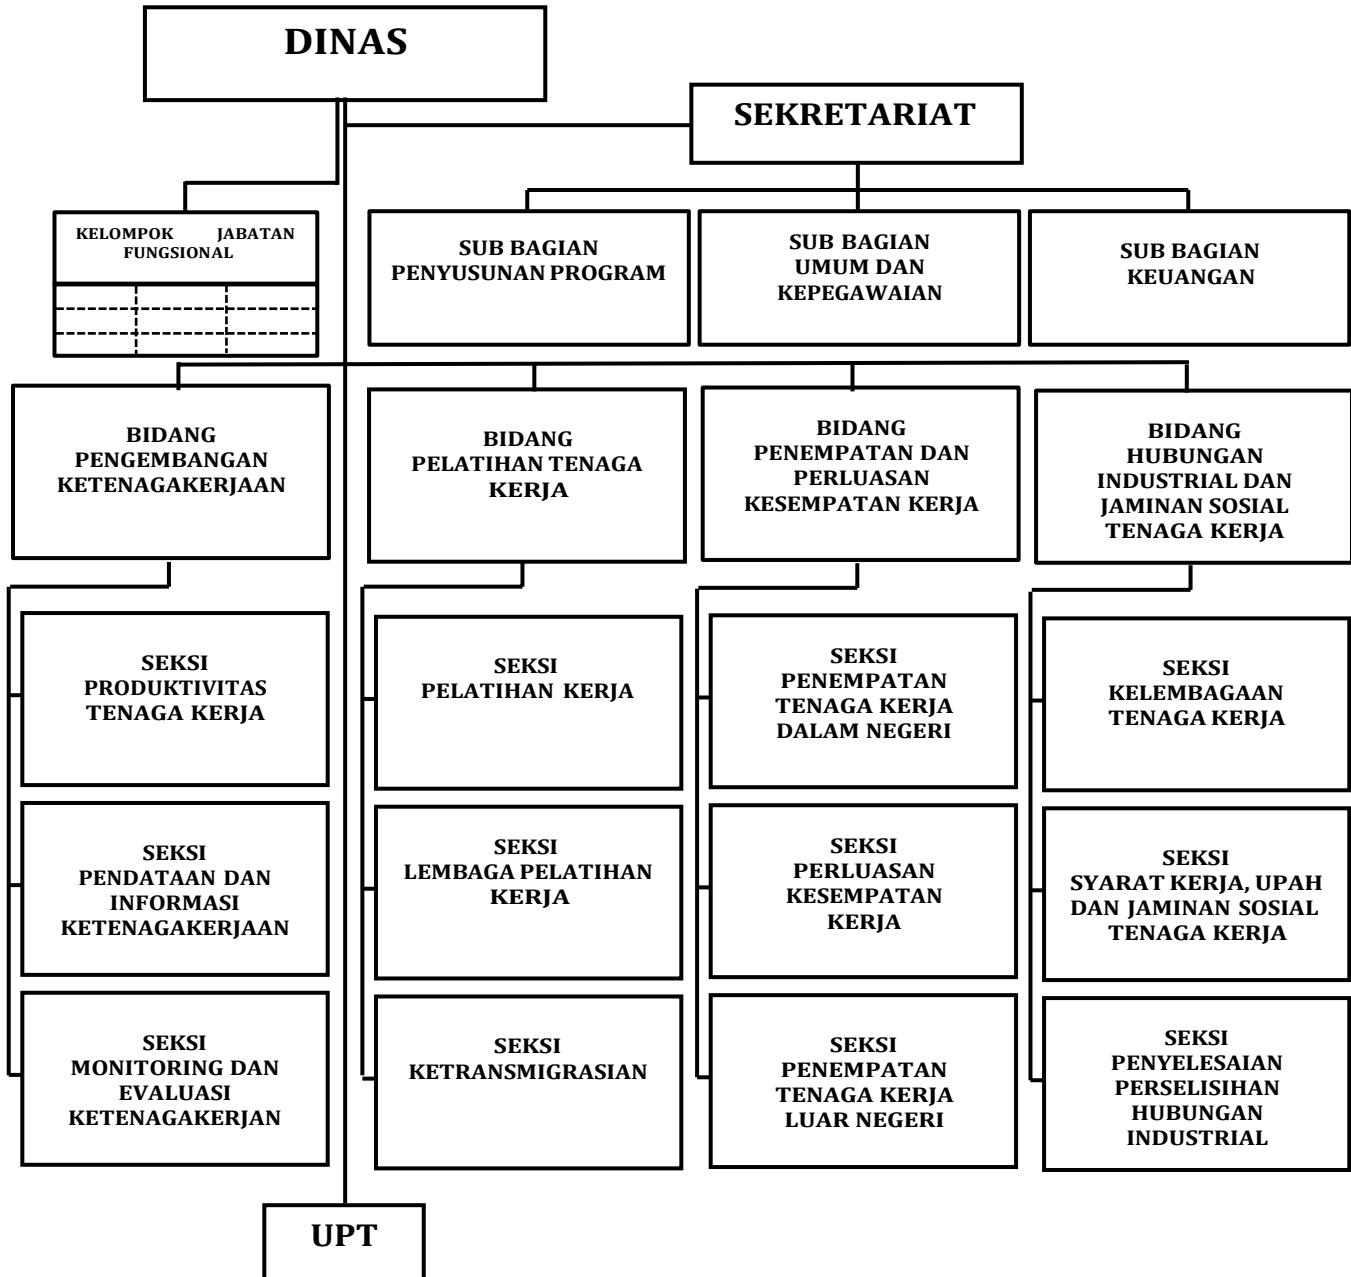 DINAS
SEKRETARIAT
KELOMPOK JABATAN
FUNGSIONAL
SUB BAGIAN
PENYUSUNAN PROGRAM
SUB BAGIAN
UMUM DAN
KEPEGAWAIAN
SUB BAGIAN
KEUANGAN
BIDANG
PENGEMBANGAN
KETENAGAKERJAAN
BIDANG
PELATIHAN TENAGA
KERJA
BIDANG
PENEMPATAN DAN
PERLUASAN
KESEMPATAN KERJA
BIDANG
HUBUNGAN
INDUSTRIAL DAN
JAMINAN SOSIAL
TENAGA KERJA
SEKSI
PRODUKTIVITAS
TENAGA KERJA
SEKSI
PELATIHAN KERJA
SEKSI
PENEMPATAN
TENAGA KERJA
DALAM NEGERI
SEKSI
KELEMBAGAAN
TENAGA KERJA
SEKSI
PENDATAAN DAN
INFORMASI
KETENAGAKERJAAN
SEKSI
LEMBAGA PELATIHAN
KERJA
SEKSI
PERLUASAN
KESEMPATAN
KERJA
SEKSI
SYARAT KERJA, UPAH
DAN JAMINAN SOSIAL
TENAGA KERJA
SEKSI
MONITORING DAN
EVALUASI
KETENAGAKERJAN
SEKSI
KETRANSMIGRASIAN
SEKSI
PENEMPATAN
TENAGA KERJA
LUAR NEGERI
SEKSI
PENYELESAIAN
PERSELISIHAN
HUBUNGAN
INDUSTRIAL
UPT